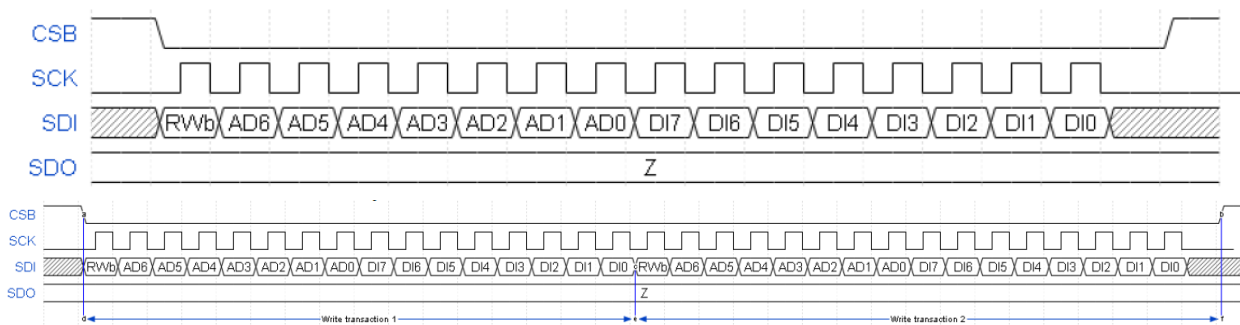 CSB
SCK
SDI RWb AD6 AD5 AD4 AD3 AD2 AD1 AD0 DI7 DI6 DI5 DI4 DI3 DI2 DI1 DI0
SDO Z
CSB a b
SCK
SDI RWb AD6 AD5 AD4 AD3 AD2 AD1 AD0 DI7 DI6 DI5 DI4 DI3 DI2 DI1 DI0 RWb AD6 AD5 AD4 AD3 AD2 AD1 AD0 DI7 DI6 DI5 DI4 DI3 DI2 DI1 DI0
SDO Z
d Write transaction 1 e Write transaction 2 f